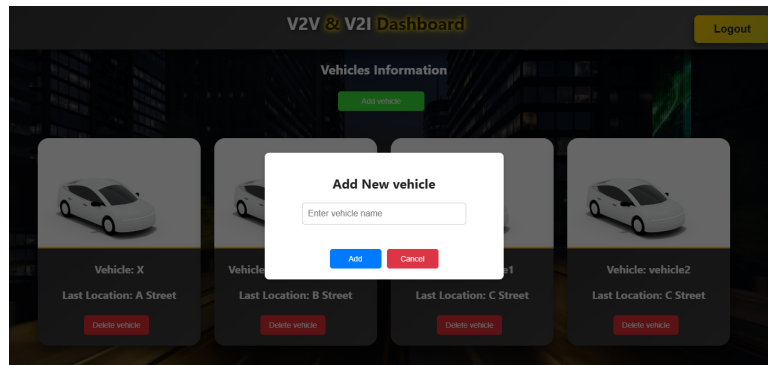 V2V & V2I Dashboard
Logout
Vehicles Information
Add vehicle
Add New vehicle
Enter vehicle name
Add
Cancel
Vehicle: X
Vehicle
e1
Vehicle: vehicle2
Last Location: A Street
Last Location: B Street
Last Location: C Street
Last Location: C Street
Delete vehicle
Delete vehicle
Delete vehicle
Delete vehicle